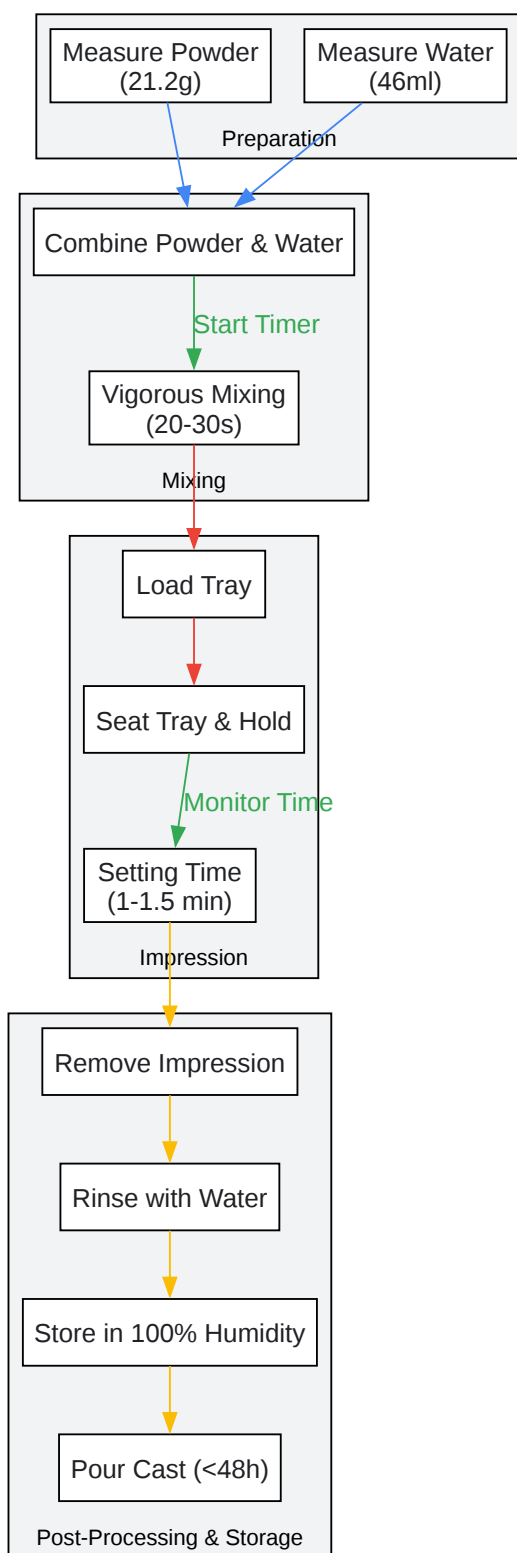 Measure Powder
(21.2g)
Measure Water
(46ml)
Preparation
Combine Powder & Water
Start Timer
Vigorous Mixing
(20-30s)
Mixing
Load Tray
Seat Tray & Hold
Monitor Time
Setting Time
(1-1.5 min)
Impression
Remove Impression
Rinse with Water
Store in 100% Humidity
Pour Cast (<48h)
Post-Processing & Storage